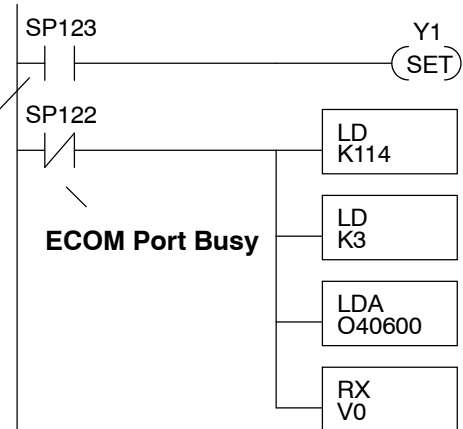 SP123
Y1
SET
SP122
LD
K114
ECOM Port Busy
LD
K3
LDA
O40600
RX
V0